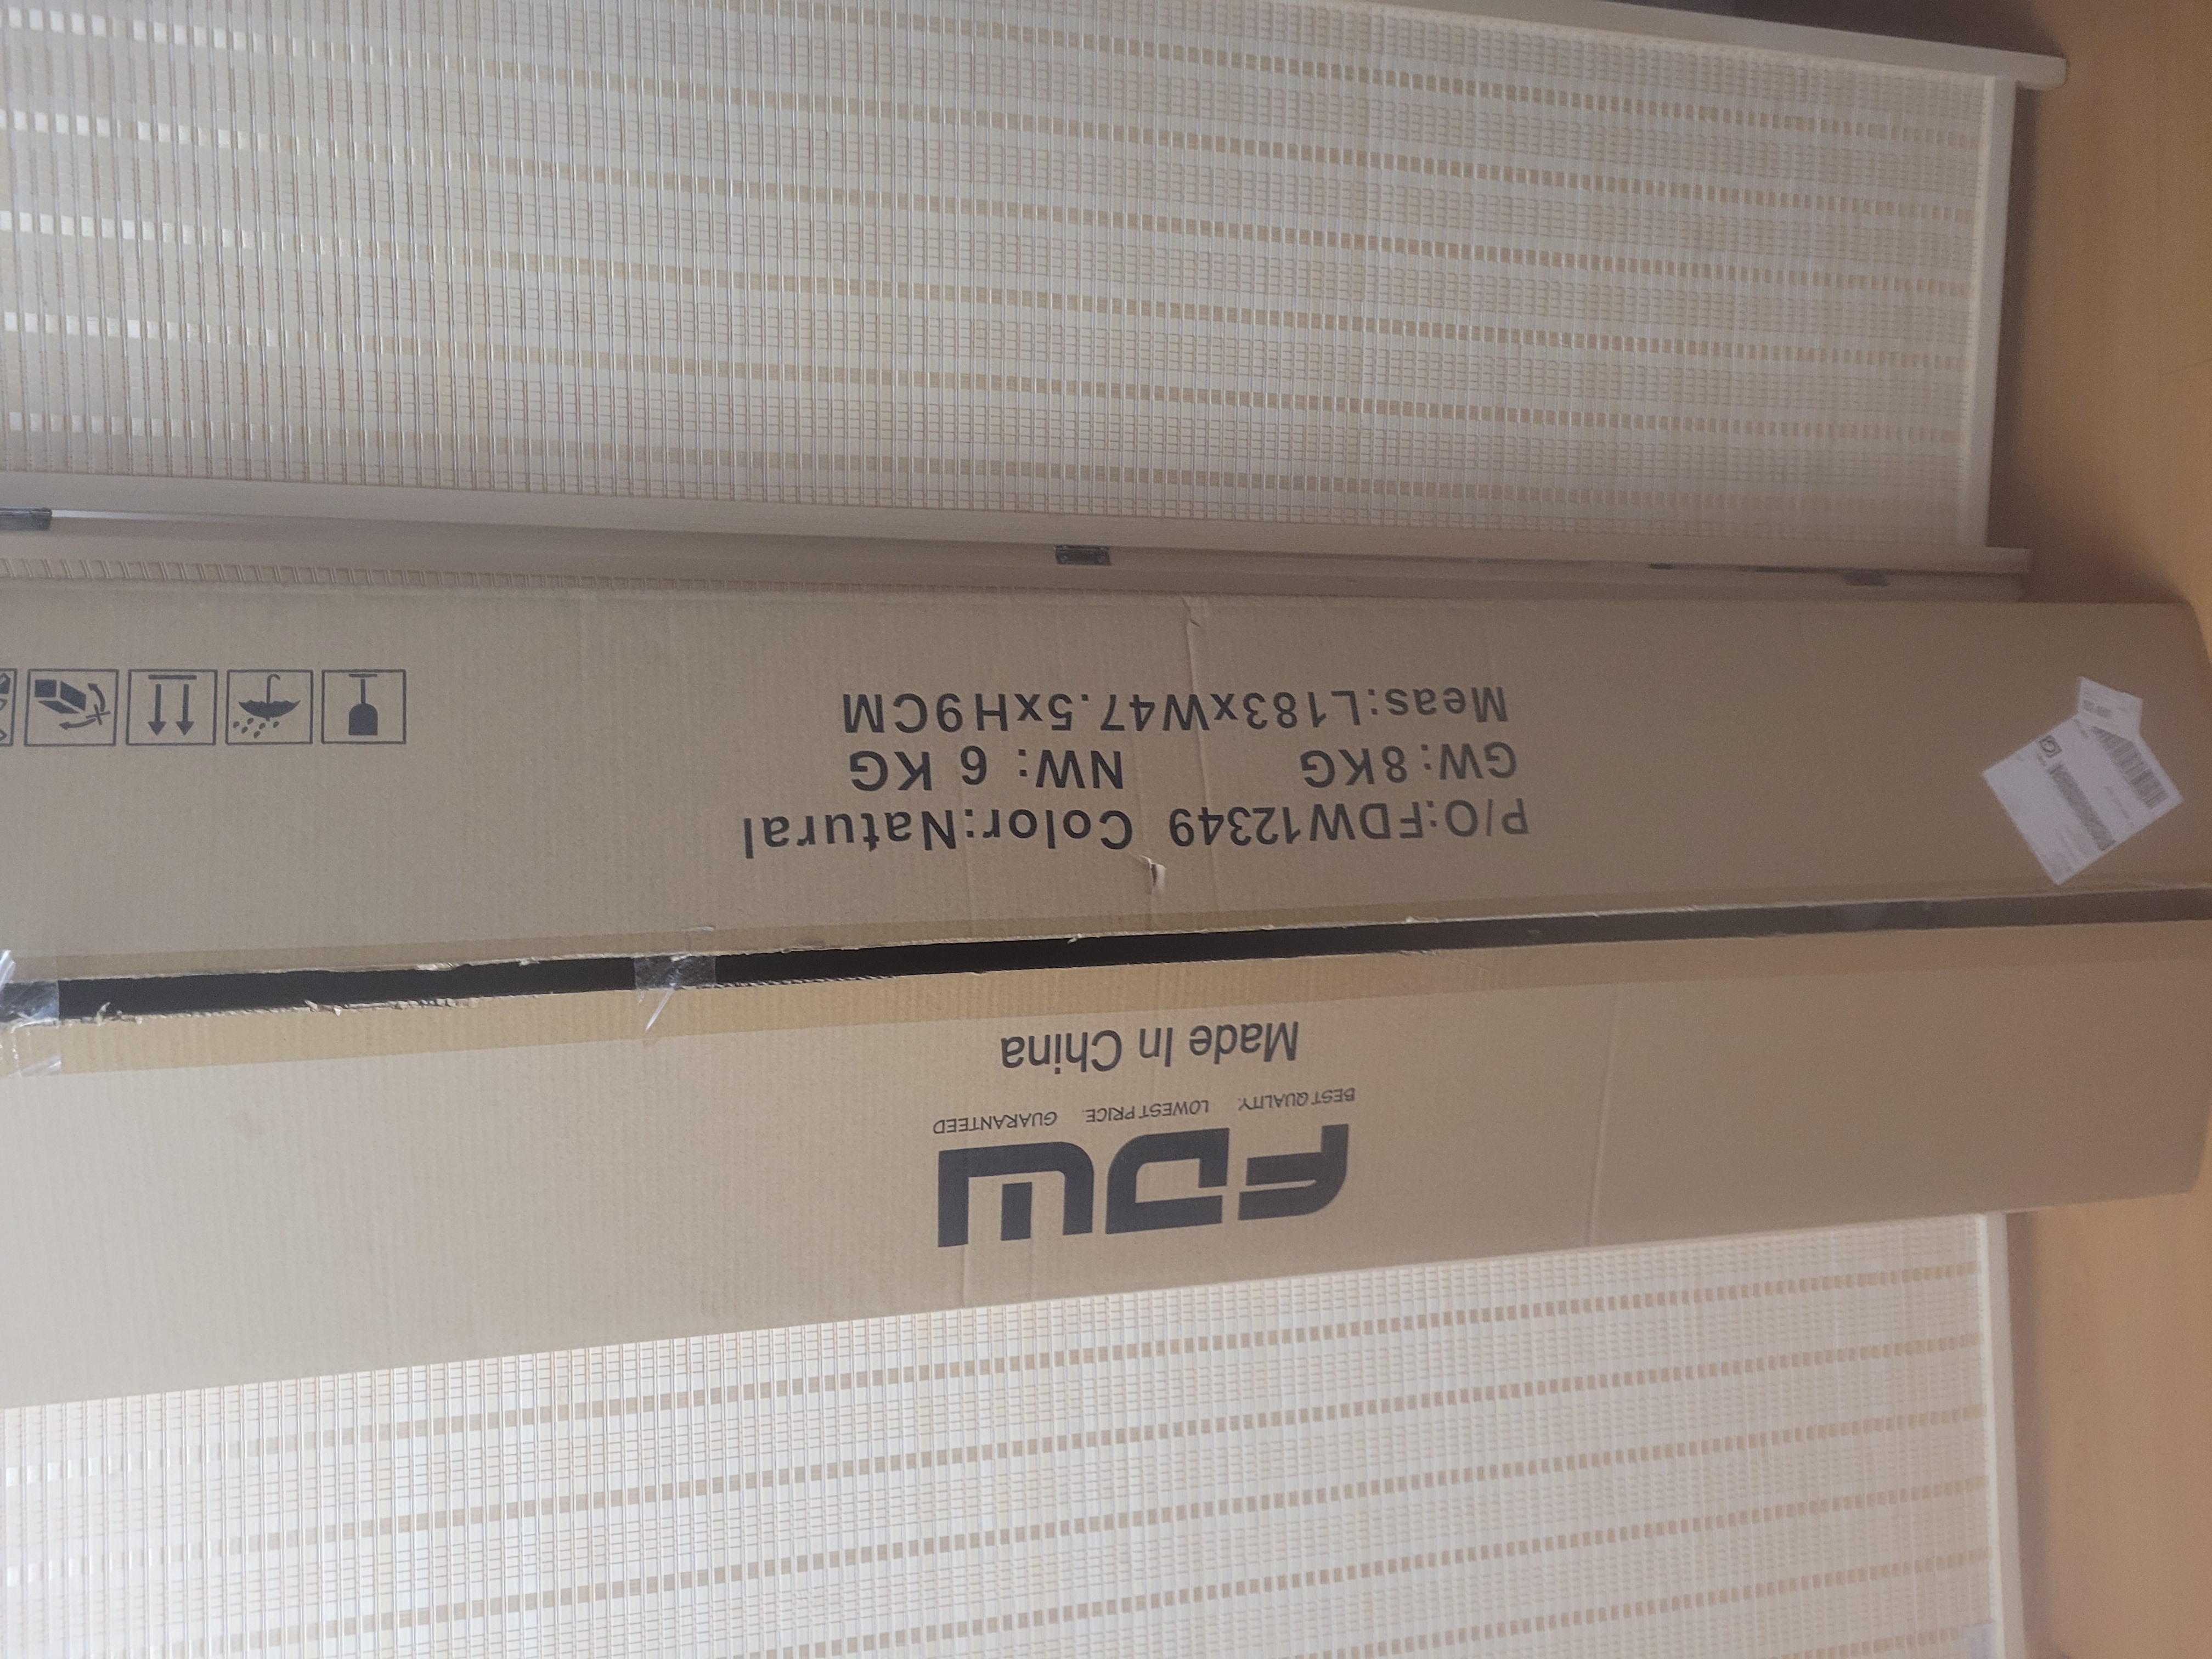 FDW
BEST QUALITY. LOWEST PRICE. GUARANTEED
Made In China
P/O:FDW12349 Color:Natural
GW:8KG NW: 6 KG
Meas:L183xW47.5xH9CM